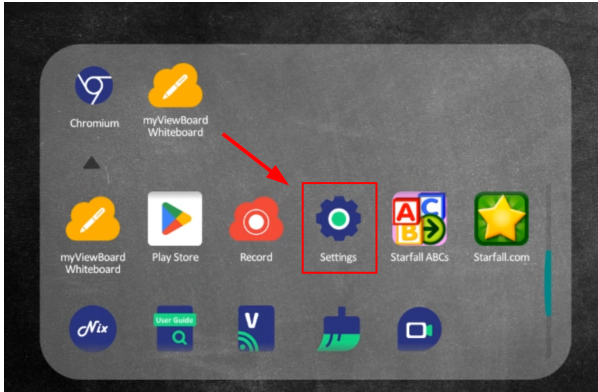 Chromium
myViewBoard
Whiteboard
myViewBoard
Whiteboard
Play Store
Record
Settings
A C
B
Starfall ABCs
Starfall.com
Nix
User Guide
V